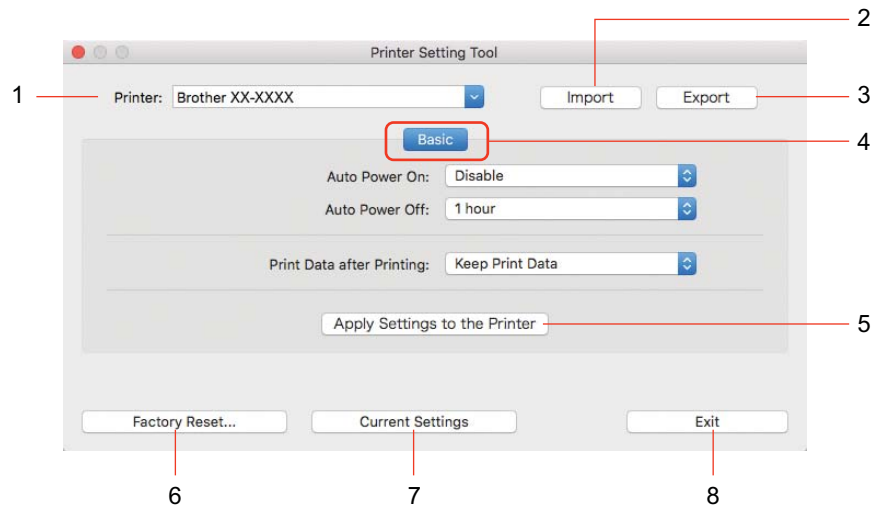 2
Printer Setting Tool
1 Printer: Brother XX-XXXX Import Export 3
Basic 4
Auto Power On: Disable
Auto Power Off: 1 hour
Print Data after Printing: Keep Print Data
Apply Settings to the Printer 5
Factory Reset... Current Settings Exit
6 7 8